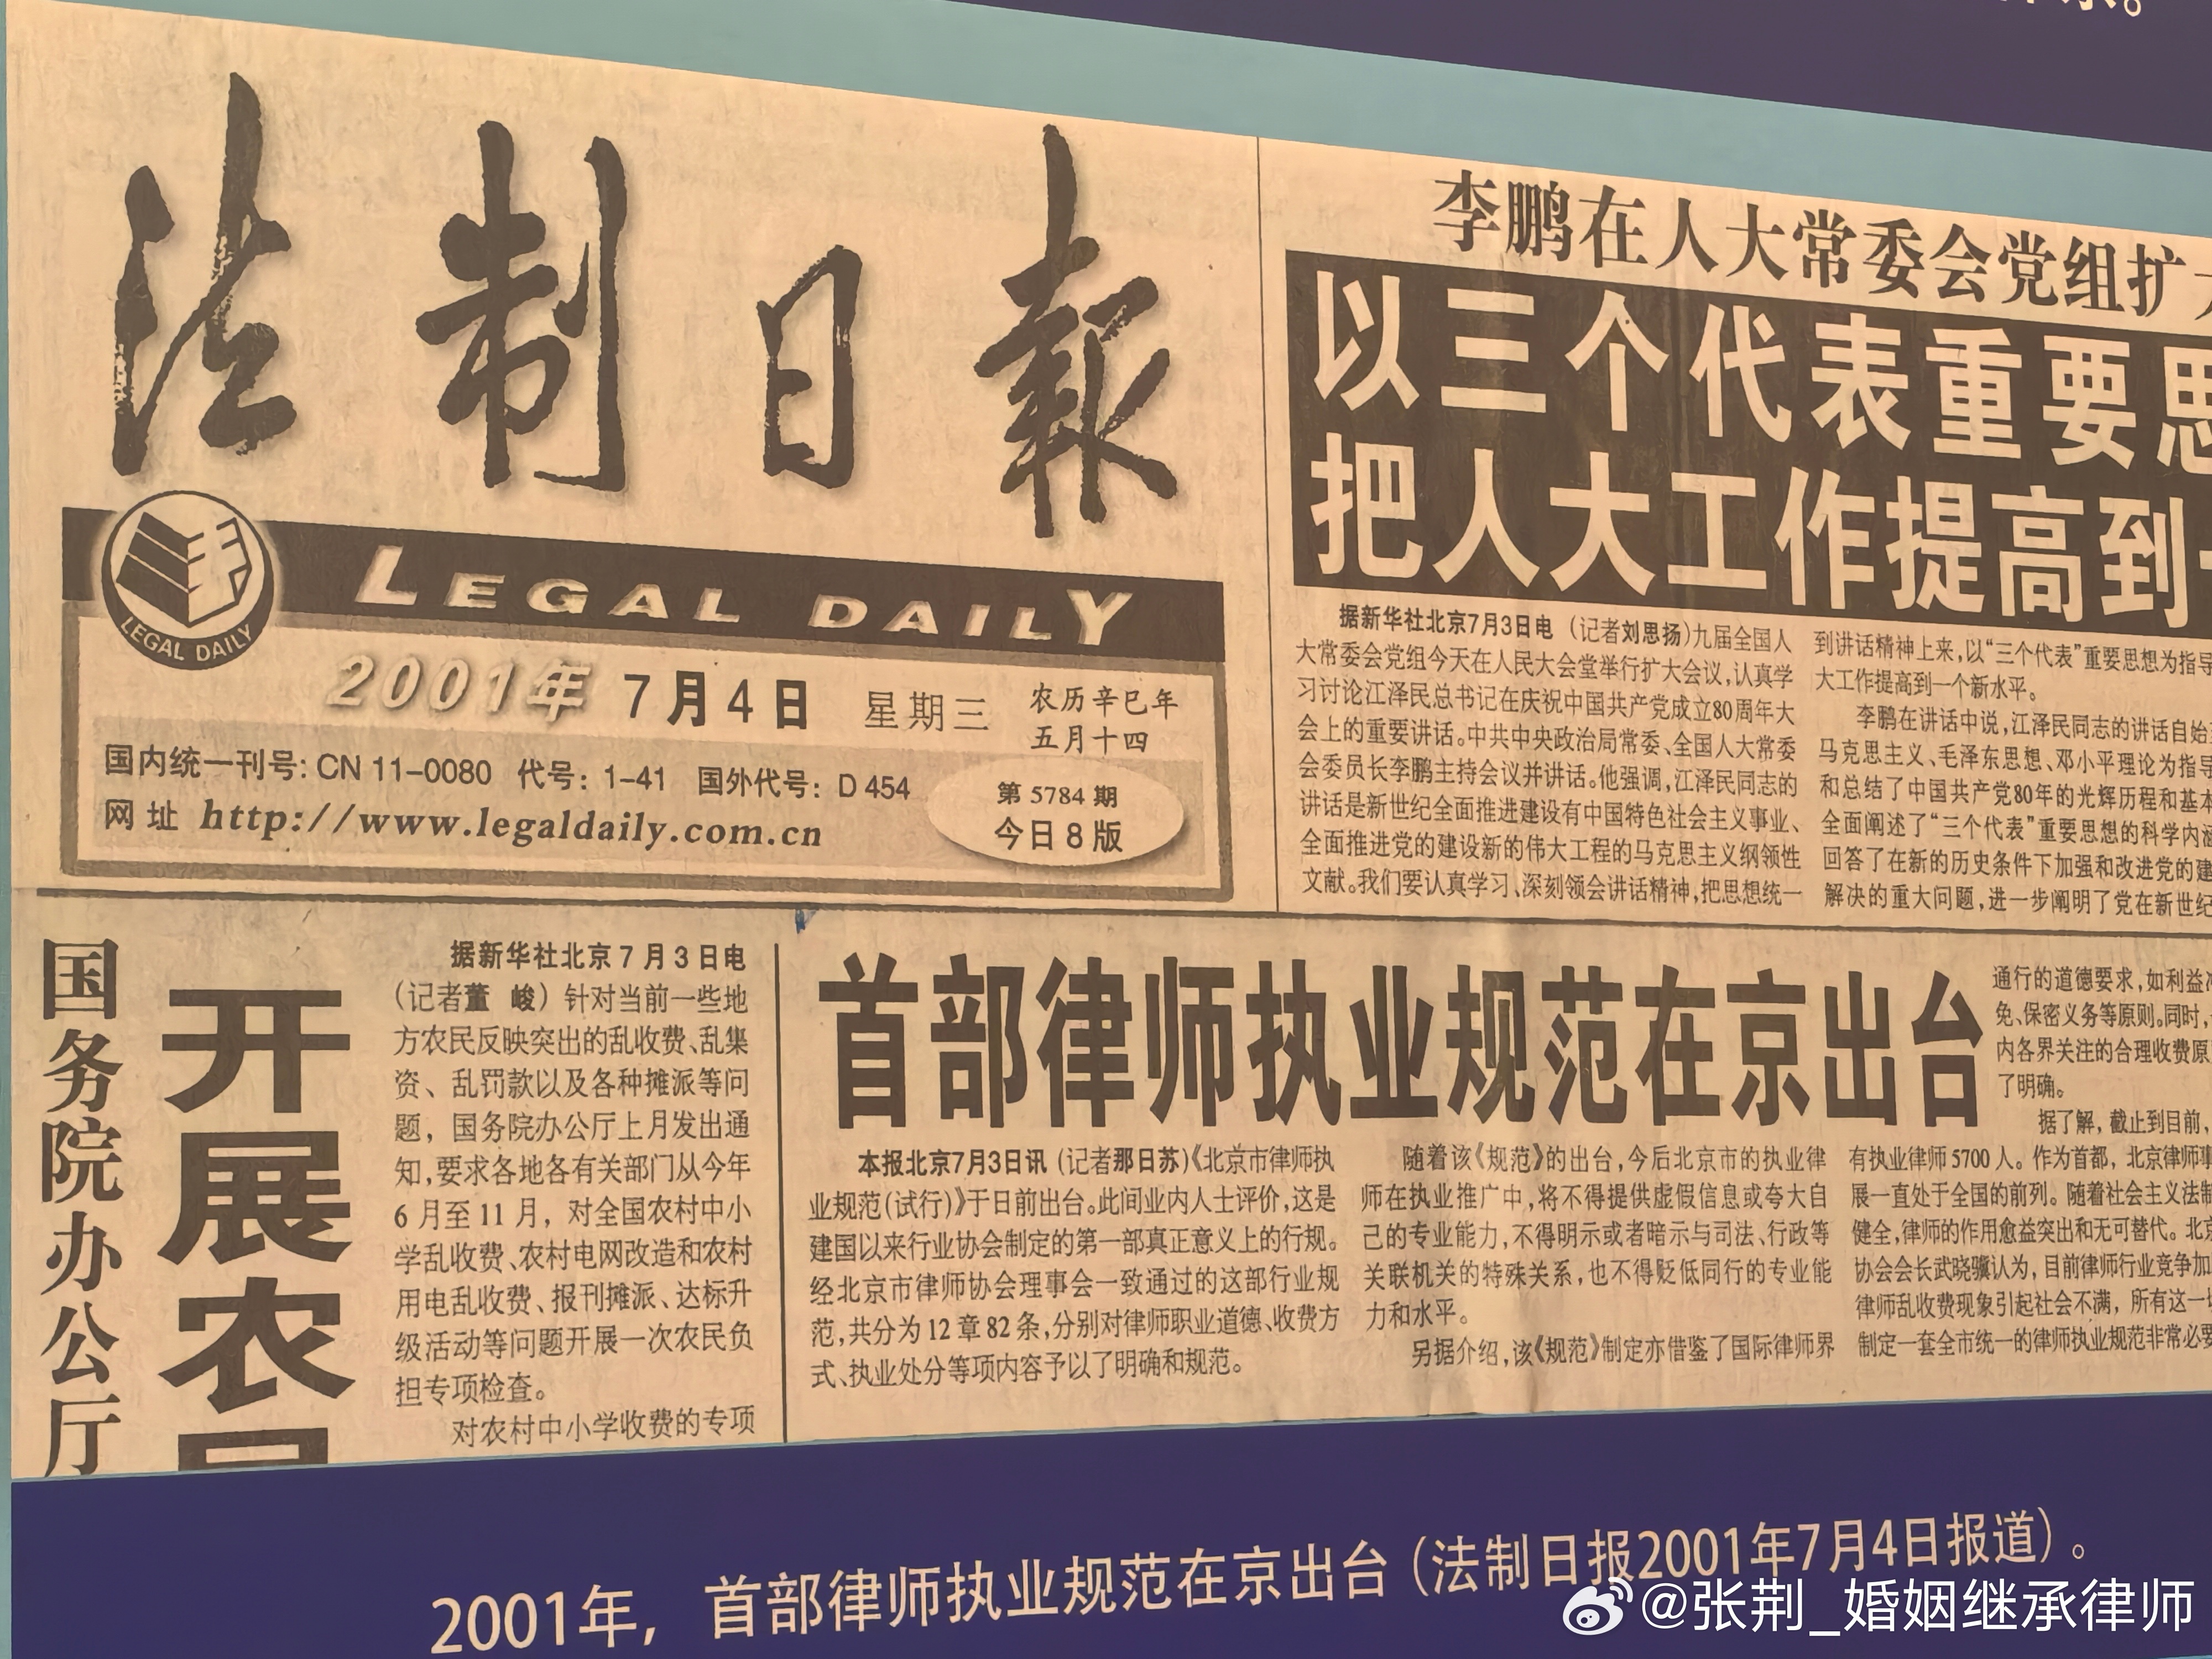 法制日報
LEGAL DAILY
LEGAL DAILY
2001年 7月4日 星期三 农历辛巳年
五月十四
国内统一刊号: CN 11-0080 代号: 1-41 国外代号: D 454
网址 http://www.legaldaily.com.cn
第 5784 期
今日 8 版
李鹏在人大常委会党组扩
以三个代表重要思
把人大工作提高到
据新华社北京7月3日电 (记者刘思扬)九届全国人
大常委会党组今天在人民大会堂举行扩大会议,认真学
习讨论江泽民总书记在庆祝中国共产党成立80周年大
会上的重要讲话。中共中央政治局常委、全国人大常委
会委员长李鹏主持会议并讲话。他强调,江泽民同志的
讲话是新世纪全面推进建设有中国特色社会主义事业、
全面推进党的建设新的伟大工程的马克思主义纲领性
文献。我们要认真学习、深刻领会讲话精神,把思想统一
到讲话精神上来,以“三个代表”重要思想为指导
大工作提高到一个新水平。
李鹏在讲话中说,江泽民同志的讲话自始
马克思主义、毛泽东思想、邓小平理论为指导
和总结了中国共产党80年的光辉历程和基本
全面阐述了“三个代表”重要思想的科学内涵
回答了在新的历史条件下加强和改进党的建
解决的重大问题,进一步阐明了党在新世纪
国务院办公厅
开展农
据新华社北京7月3日电
(记者董 峻) 针对当前一些地
方农民反映突出的乱收费、乱集
资、乱罚款以及各种摊派等问
题, 国务院办公厅上月发出通
知,要求各地各有关部门从今年
6 月至 11 月, 对全国农村中小
学乱收费、农村电网改造和农村
用电乱收费、报刊摊派、达标升
级活动等问题开展一次农民负
担专项检查。
对农村中小学收费的专项
首部律师执业规范在京出台
本报北京7月3日讯 (记者那日苏)《北京市律师执
业规范(试行)》于日前出台。此间业内人士评价,这是
建国以来行业协会制定的第一部真正意义上的行规。
经北京市律师协会理事会一致通过的这部行业规
范,共分为 12 章 82 条,分别对律师职业道德、收费方
式、执业处分等项内容予以了明确和规范。
随着该《规范》的出台,今后北京市的执业律
师在执业推广中,将不得提供虚假信息或夸大自
己的专业能力,不得明示或者暗示与司法、行政等
关联机关的特殊关系,也不得贬低同行的专业能
力和水平。
另据介绍,该《规范》制定亦借鉴了国际律师界
通行的道德要求,如利益
免、保密义务等原则。同时,
内各界关注的合理收费原
了明确。
据了解, 截止到目前,
有执业律师 5700 人。作为首都, 北京律师
展一直处于全国的前列。随着社会主义法制
健全,律师的作用愈益突出和无可替代。北京
协会会长武晓骥认为,目前律师行业竞争加
律师乱收费现象引起社会不满, 所有这一
制定一套全市统一的律师执业规范非常必要
2001年, 首部律师执业规范在京出台 (法制日报2001年7月4日报道)。
@张荆_婚姻继承律师